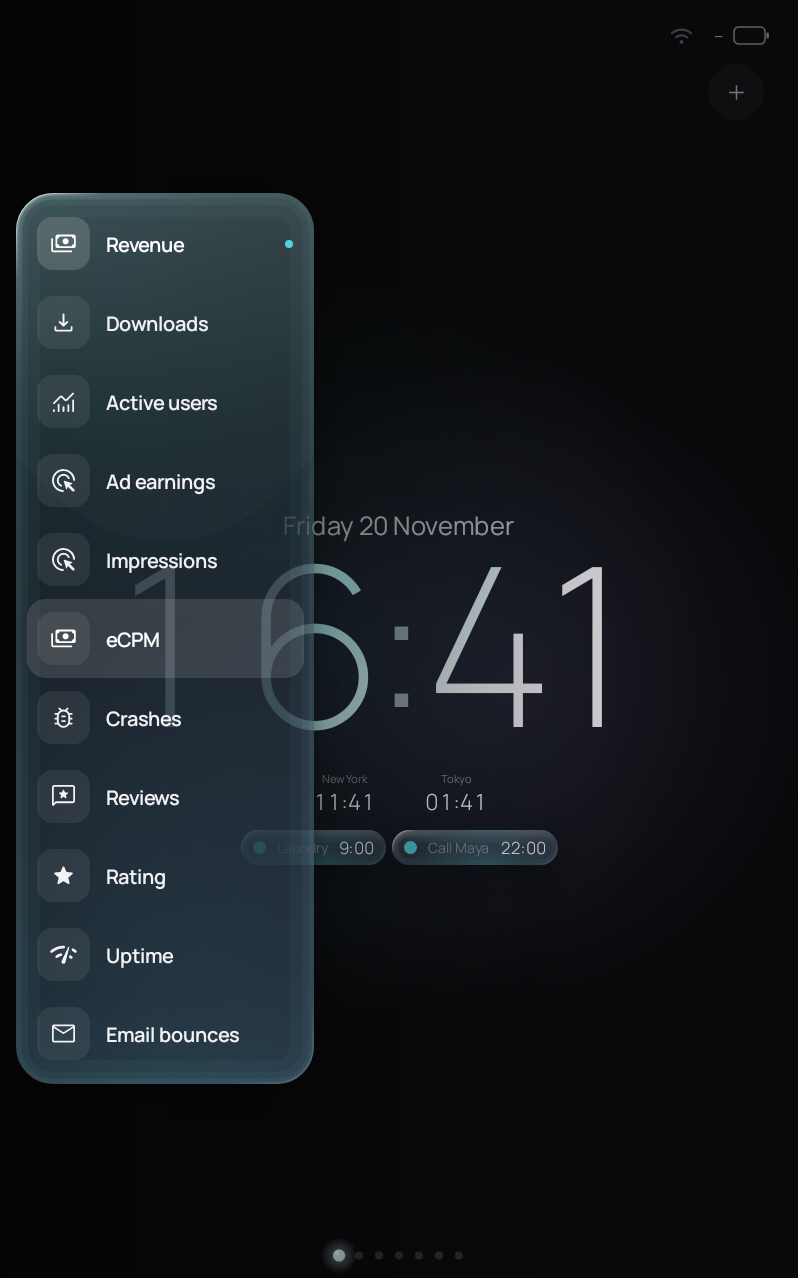 –
+
Revenue
Downloads
Active users
Ad earnings
Friday 20 November
Impressions
16:41
eCPM
Crashes
New York Tokyo
Reviews
11:41 01:41
Laundry 9:00 Call Maya 22:00
Rating
Uptime
Email bounces